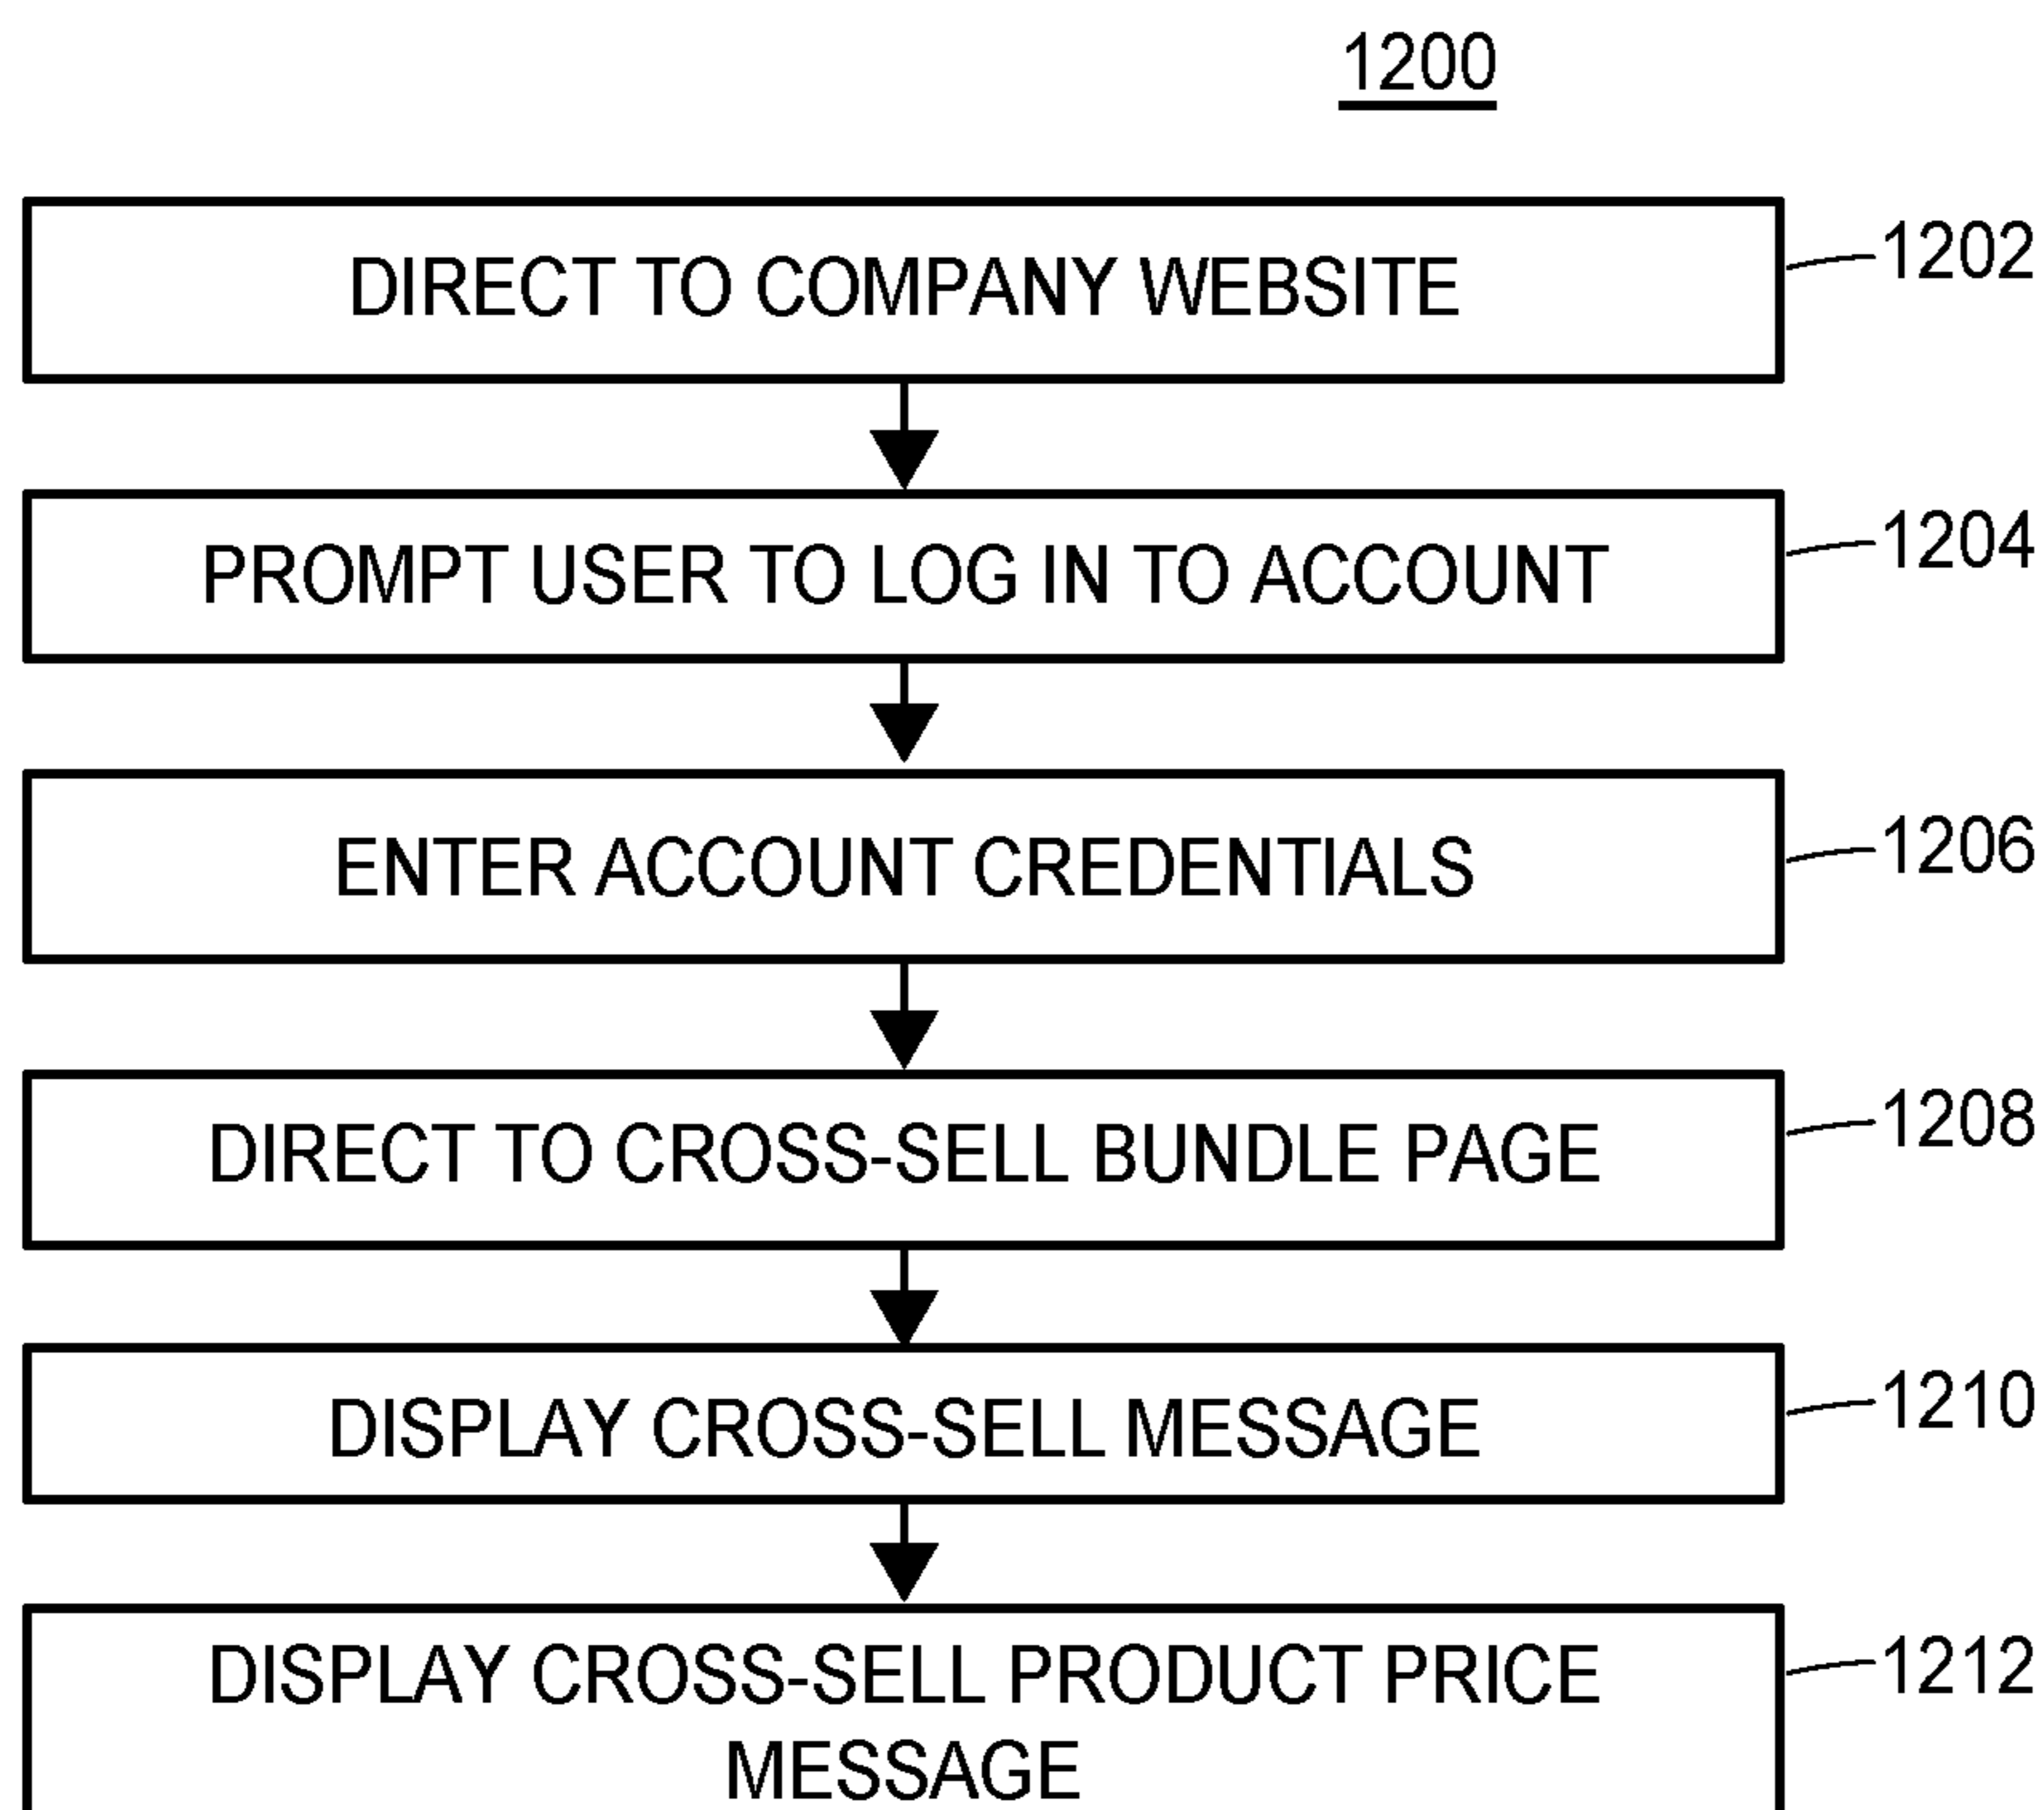 1200
DIRECT TO COMPANY WEBSITE
1202
PROMPT USER TO LOG IN TO ACCOUNT
1204
ENTER ACCOUNT CREDENTIALS
1206
DIRECT TO CROSS-SELL BUNDLE PAGE
1208
DISPLAY CROSS-SELL MESSAGE
1210
DISPLAY CROSS-SELL PRODUCT PRICE
MESSAGE
1212